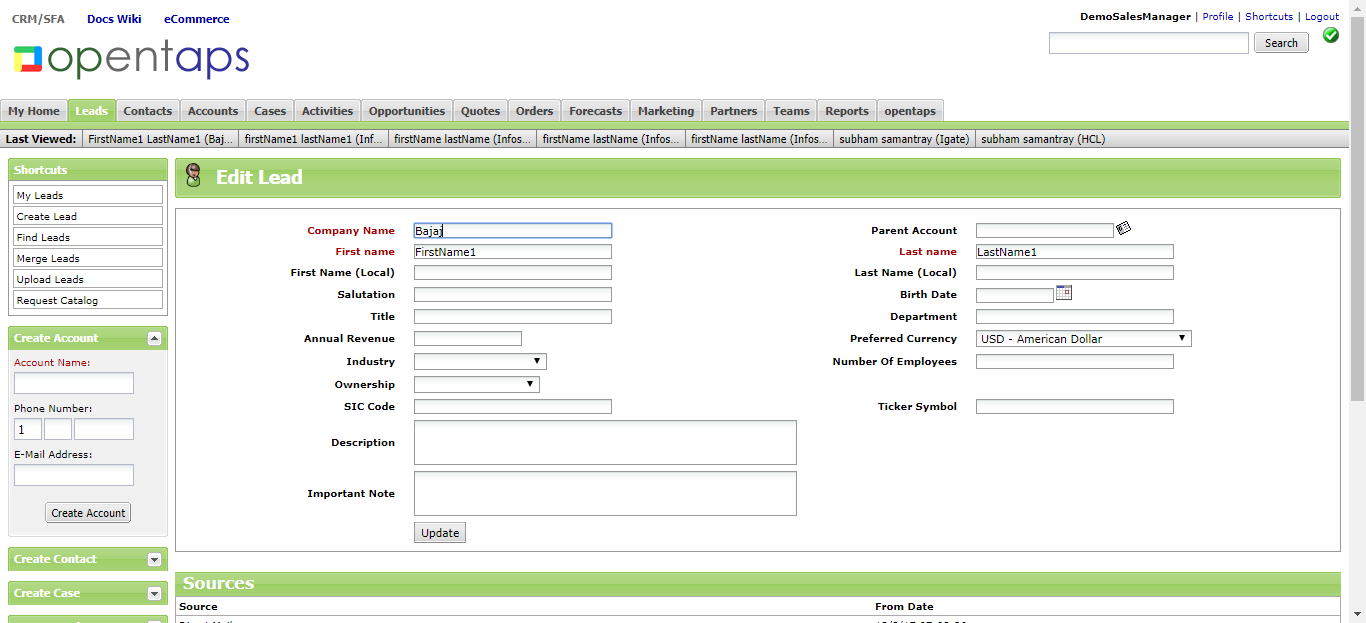 CRM/SFA Docs Wiki eCommerce
DemoSalesManager | Profile | Shortcuts | Logout
opentaps
Search
My Home Leads Contacts Accounts Cases Activities Opportunities Quotes Orders Forecasts Marketing Partners Teams Reports opentaps
Last Viewed: FirstName1 LastName1 (Baj... firstName1 lastName1 (Inf... firstName lastName (Infos... firstName lastName (Infos... firstName lastName (Infos... subham samantray (Igate) subham samantray (HCL)
Shortcuts
My Leads
Create Lead
Find Leads
Merge Leads
Upload Leads
Request Catalog
Create Account
Account Name:
Phone Number:
1
E-Mail Address:
Create Account
Create Contact
Create Case
Edit Lead
Company Name Bajaj Parent Account
First name FirstName1 Last name LastName1
First Name (Local) Last Name (Local)
Salutation Birth Date
Title Department
Annual Revenue Preferred Currency USD - American Dollar
Industry Number Of Employees
Ownership
SIC Code Ticker Symbol
Description
Important Note
Update
Sources
Source From Date